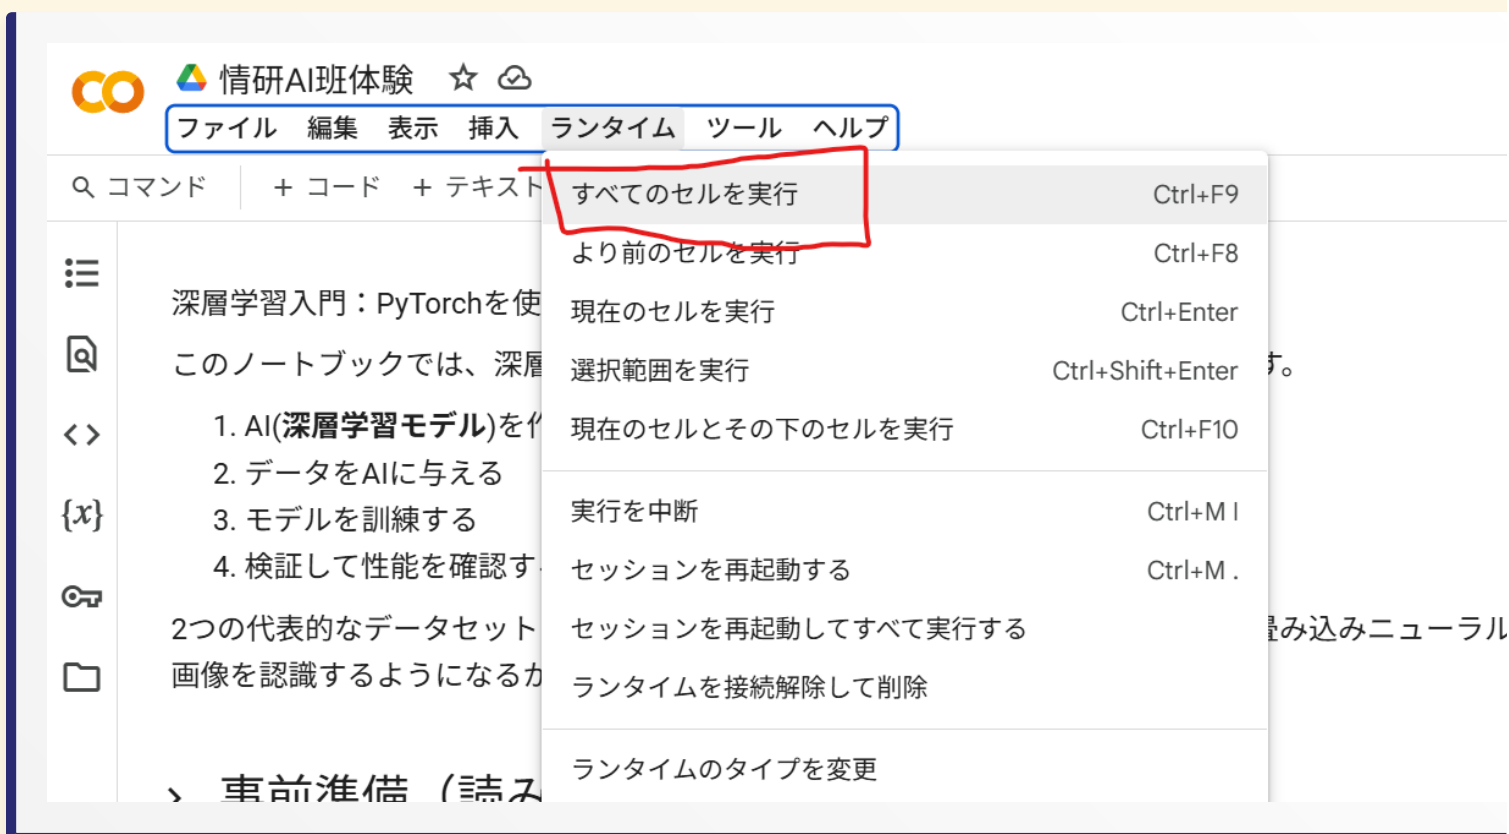 情研AI班体験
ファイル 編集 表示 挿入 ランタイム ツール ヘルプ
コマンド + コード + テキスト
すべてのセルを実行 Ctrl+F9
より前のセルを実行 Ctrl+F8
現在のセルを実行 Ctrl+Enter
選択範囲を実行 Ctrl+Shift+Enter
現在のセルとその下のセルを実行 Ctrl+F10
実行を中断 Ctrl+M I
セッションを再起動する Ctrl+M .
セッションを再起動してすべて実行する
ランタイムを接続解除して削除
ランタイムのタイプを変更
深層学習入門：PyTorchを使
このノートブックでは、深層 す。
1. AI(深層学習モデル)を作
2. データをAIに与える
3. モデルを訓練する
4. 検証して性能を確認す
2つの代表的なデータセット 畳み込みニューラル
画像を認識するようになるか
事前準備（読み